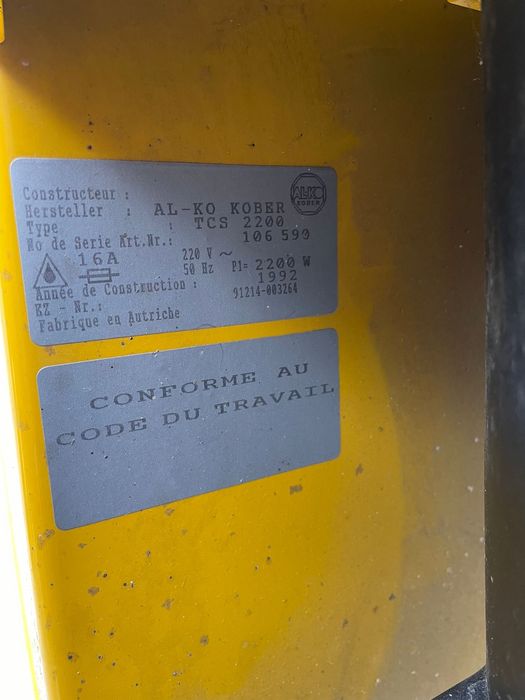 AL-KO
KOBER
Constructeur :
Hersteller : AL-KO KOBER
Type : TCS 2200
No de Serie Art.Nr.: 106 590
16A 220 V ~
50 Hz P1= 2200 W
Année de Construction : 1992
EZ - Nr.: 91214-003264
Fabrique en Autriche
CONFORME AU
CODE DU TRAVAIL